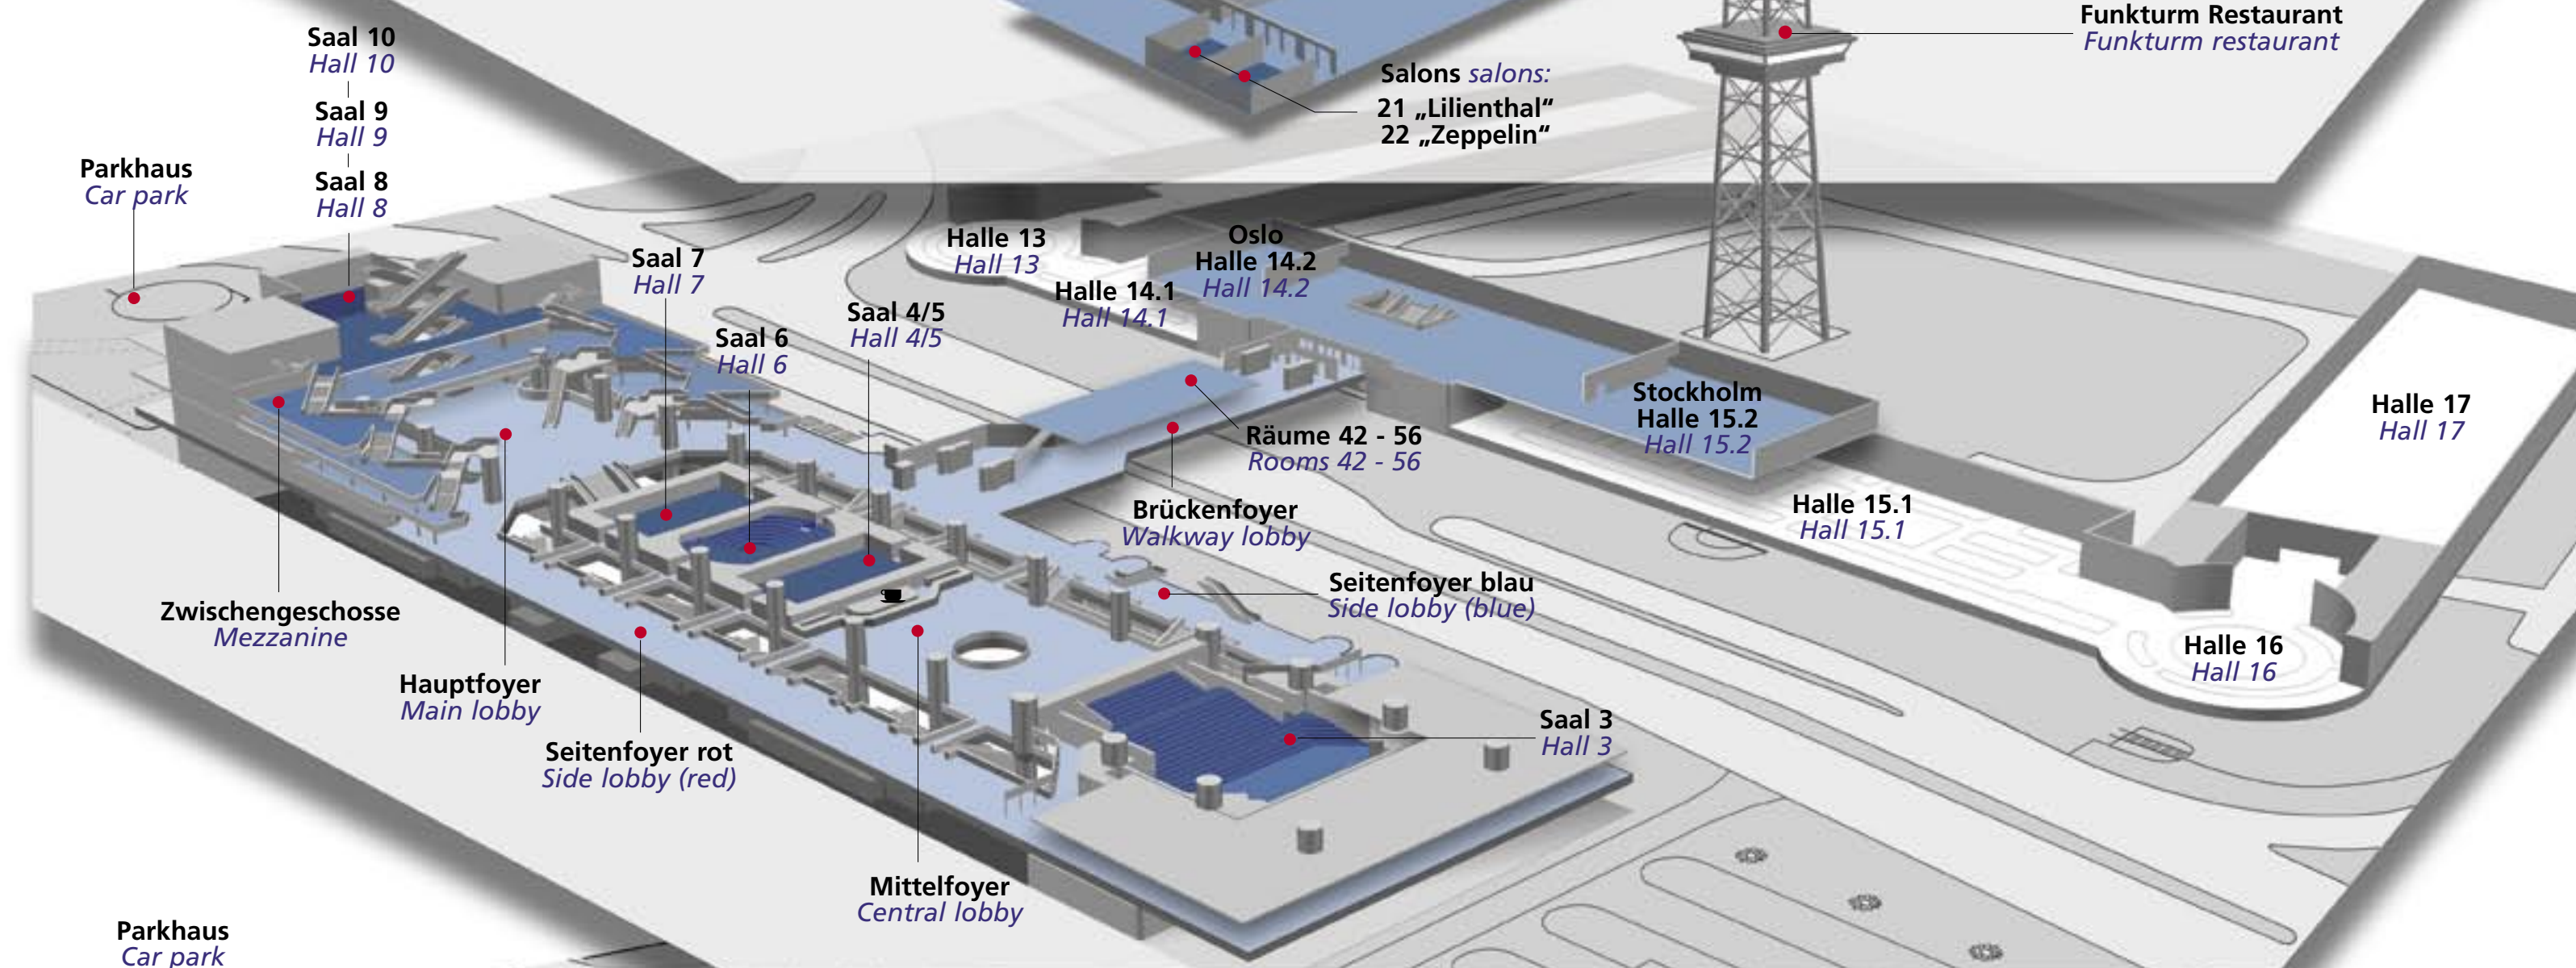 Saal 10
Hall 10
Saal 9
Hall 9
Saal 8
Hall 8
Parkhaus
Car park
Funkturm Restaurant
Funkturm restaurant
Salons salons:
21 „Lilienthal“
22 „Zeppelin“
Saal 7
Hall 7
Saal 6
Hall 6
Saal 4/5
Hall 4/5
Halle 13
Hall 13
Halle 14.1
Hall 14.1
Oslo
Halle 14.2
Hall 14.2
Stockholm
Halle 15.2
Hall 15.2
Halle 17
Hall 17
Räume 42 - 56
Rooms 42 - 56
Brückenfoyer
Walkway lobby
Halle 15.1
Hall 15.1
Seitenfoyer blau
Side lobby (blue)
Halle 16
Hall 16
Zwischengeschosse
Mezzanine
Hauptfoyer
Main lobby
Seitenfoyer rot
Side lobby (red)
Saal 3
Hall 3
Mittelfoyer
Central lobby
Parkhaus
Car park